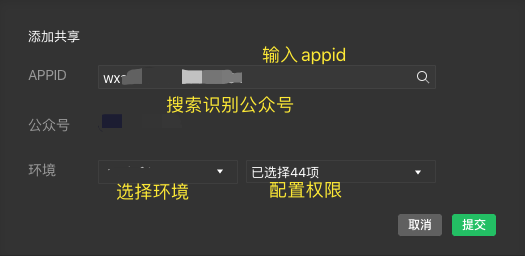 添加共享
输入appid
APPID
wx
搜索识别公众号
公众号
环境
已选择44项
选择环境
配置权限
取消
提交